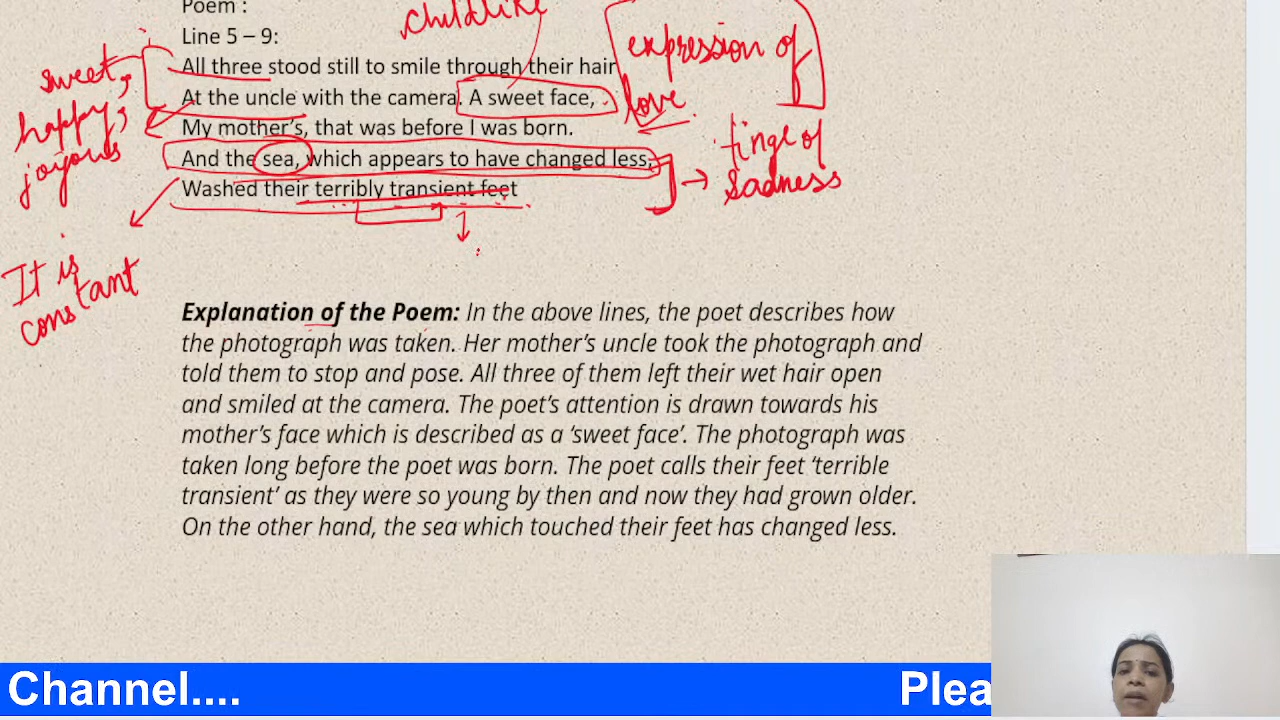 Poem :
childlike
Line 5 – 9:
All three stood still to smile through their hair
At the uncle with the camera. A sweet face,
My mother's, that was before I was born.
And the sea, which appears to have changed less,
Washed their terribly transient feet
sweet,
happy,
joyous
expression of
love
tinge of
sadness
It is
constant
Explanation of the Poem: In the above lines, the poet describes how
the photograph was taken. Her mother's uncle took the photograph and
told them to stop and pose. All three of them left their wet hair open
and smiled at the camera. The poet's attention is drawn towards his
mother's face which is described as a 'sweet face'. The photograph was
taken long before the poet was born. The poet calls their feet 'terrible
transient' as they were so young by then and now they had grown older.
On the other hand, the sea which touched their feet has changed less.
Channel.... Plea